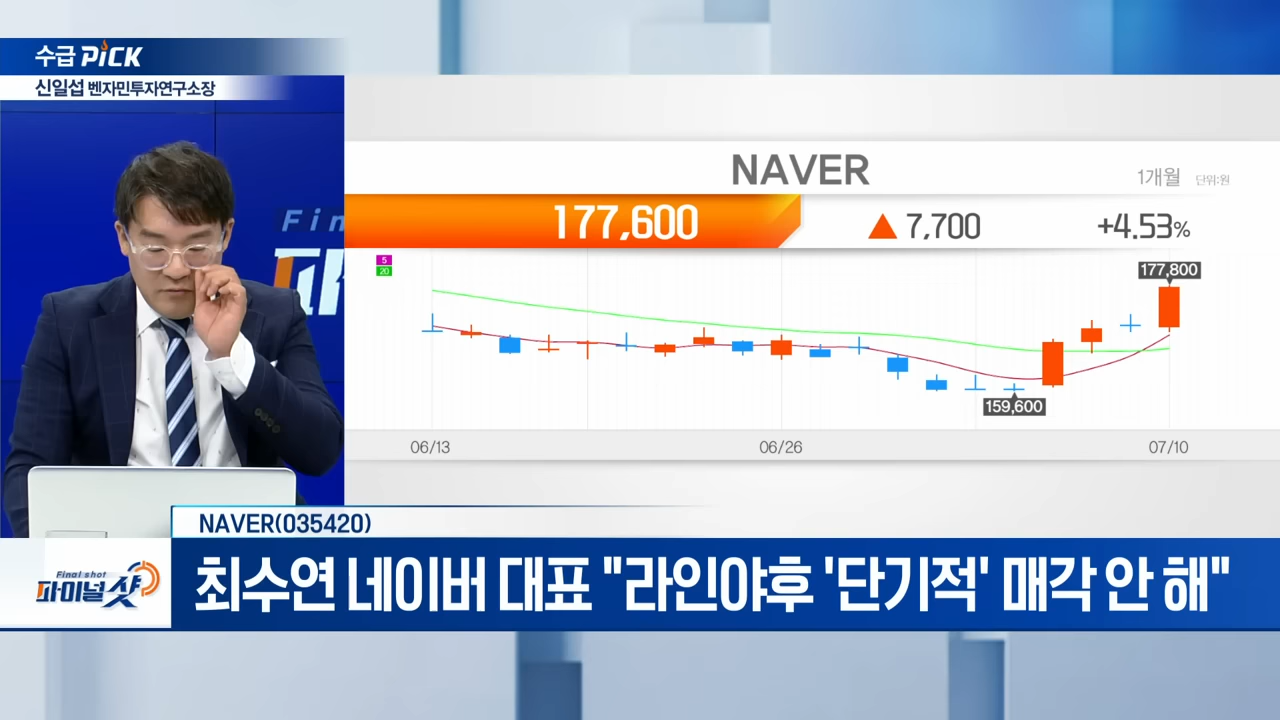 수급 PiCK
신일섭 벤자민투자연구소장
Fin
파
NAVER
1개월 단위:원
177,600 ▲ 7,700 +4.53%
5
20
177,800
159,600
06/13 06/26 07/10
NAVER(035420)
Final shot
파이널샷
최수연 네이버 대표 "라인야후 '단기적' 매각 안 해"